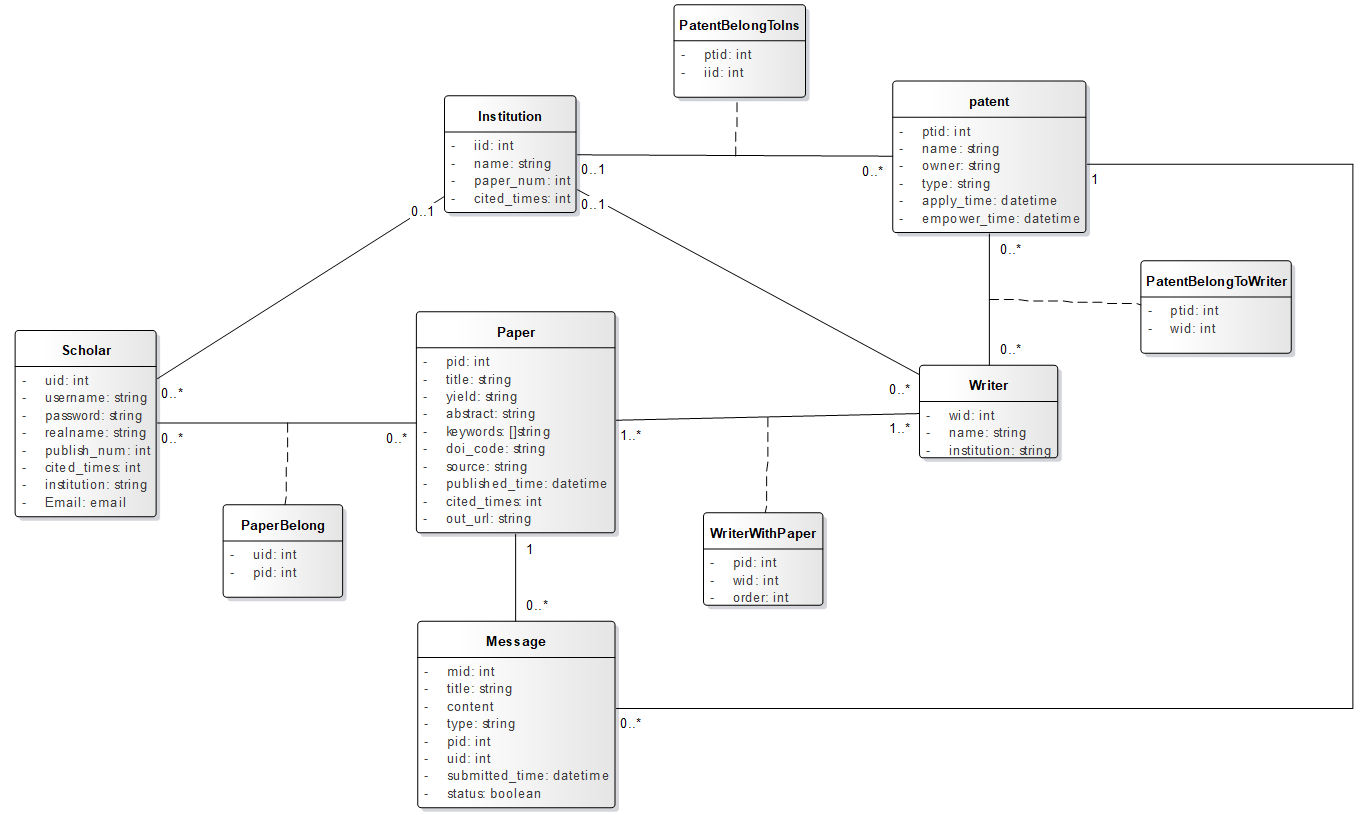 PatentBelongToIns
- ptid: int
- iid: int
patent
- ptid: int
- name: string
- owner: string
- type: string
- apply_time: datetime
- empower_time: datetime
Institution
- iid: int
- name: string
- paper_num: int
- cited_times: int
0..1
0..*
1
0..1
0..1
0..*
PatentBelongToWriter
- ptid: int
- wid: int
0..*
Scholar
- uid: int
- username: string
- password: string
- realname: string
- publish_num: int
- cited_times: int
- institution: string
- Email: email
0..*
0..*
0..*
Paper
- pid: int
- title: string
- yield: string
- abstract: string
- keywords: []string
- doi_code: string
- source: string
- published_time: datetime
- cited_times: int
- out_url: string
1..*
0..*
1..*
Writer
- wid: int
- name: string
- institution: string
PaperBelong
- uid: int
- pid: int
WriterWithPaper
- pid: int
- wid: int
- order: int
1
0..*
Message
- mid: int
- title: string
- content
- type: string
- pid: int
- uid: int
- submitted_time: datetime
- status: boolean
0..*